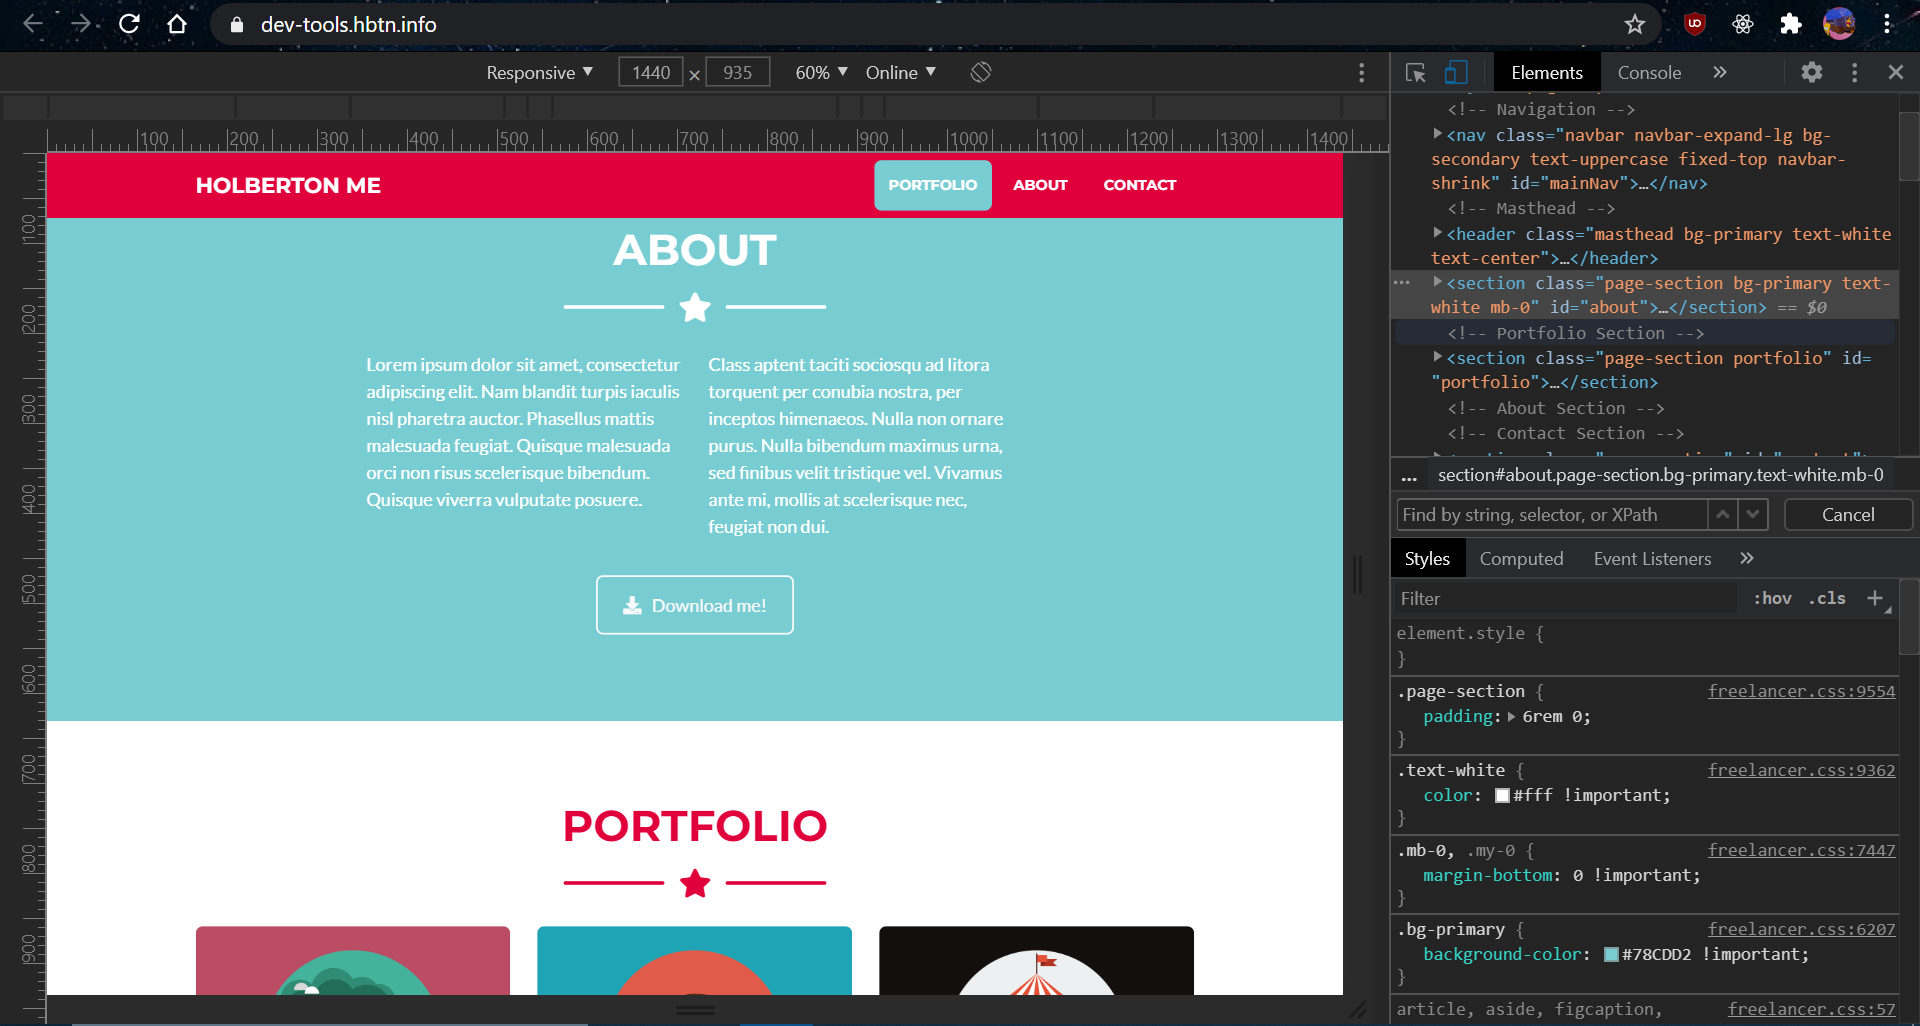 dev-tools.hbtn.info
Responsive ▼ 1440 × 935 60% ▼ Online ▼
Elements Console »
100 200 300 400 500 600 700 800 900 1000 1100 1200 1300 1400
100
200
300
400
500
600
700
800
900
HOLBERTON ME
PORTFOLIO ABOUT CONTACT
ABOUT
Lorem ipsum dolor sit amet, consectetur
adipiscing elit. Nam blandit turpis iaculis
nisl pharetra auctor. Phasellus mattis
malesuada feugiat. Quisque malesuada
orci non risus scelerisque bibendum.
Quisque viverra vulputate posuere.
Class aptent taciti sociosqu ad litora
torquent per conubia nostra, per
inceptos himenaeos. Nulla non ornare
purus. Nulla bibendum maximus urna,
sed finibus velit tristique vel. Vivamus
ante mi, mollis at scelerisque nec,
feugiat non dui.
Download me!
PORTFOLIO
<!-- Navigation -->
<nav class="navbar navbar-expand-lg bg-
secondary text-uppercase fixed-top navbar-
shrink" id="mainNav">…</nav>
<!-- Masthead -->
<header class="masthead bg-primary text-white
text-center">…</header>
<section class="page-section bg-primary text-
white mb-0" id="about">…</section> == $0
<!-- Portfolio Section -->
<section class="page-section portfolio" id=
"portfolio">…</section>
<!-- About Section -->
<!-- Contact Section -->
... section#about.page-section.bg-primary.text-white.mb-0
Find by string, selector, or XPath Cancel
Styles Computed Event Listeners »
Filter :hov .cls +
element.style {
}
.page-section { freelancer.css:9554
padding: 6rem 0;
}
.text-white { freelancer.css:9362
color: #fff !important;
}
.mb-0, .my-0 { freelancer.css:7447
margin-bottom: 0 !important;
}
.bg-primary { freelancer.css:6207
background-color: #78CDD2 !important;
}
article, aside, figcaption, freelancer.css:57